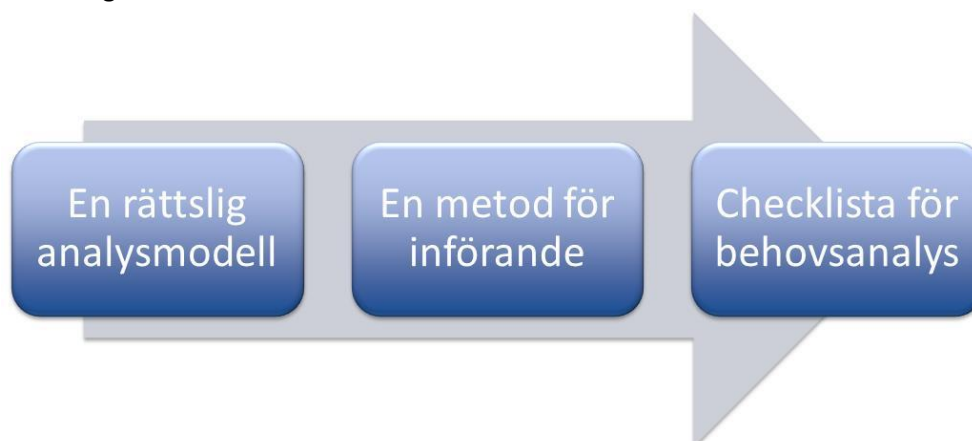 En rättslig
analysmodell
En metod för
införande
Checklista för
behovsanalys